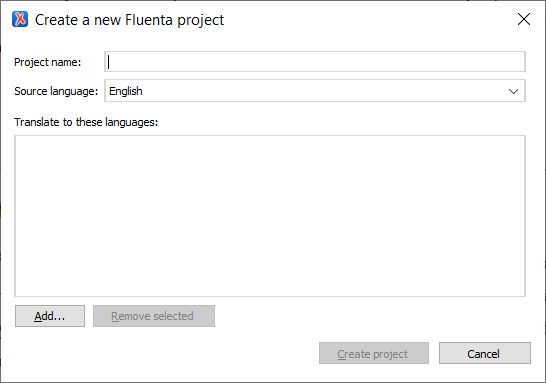 Create a new Fluenta project
Project name:
Source language: English
Translate to these languages:
Add... Remove selected
Create project Cancel